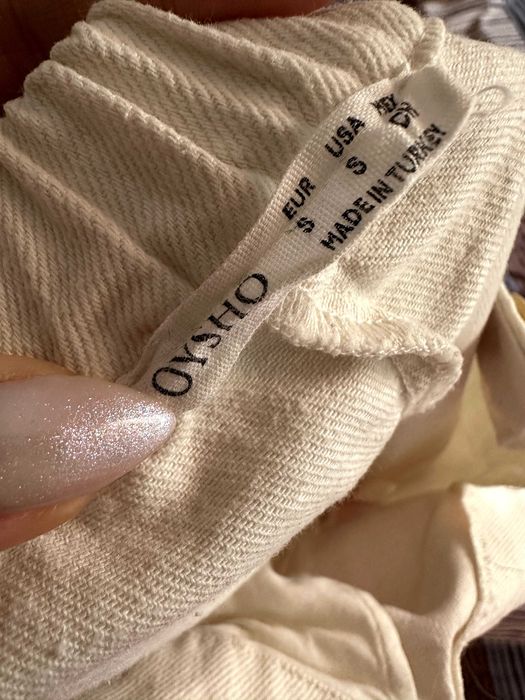 OYSHO
EUR USA MEX
S S CH
MADE IN TURKEY